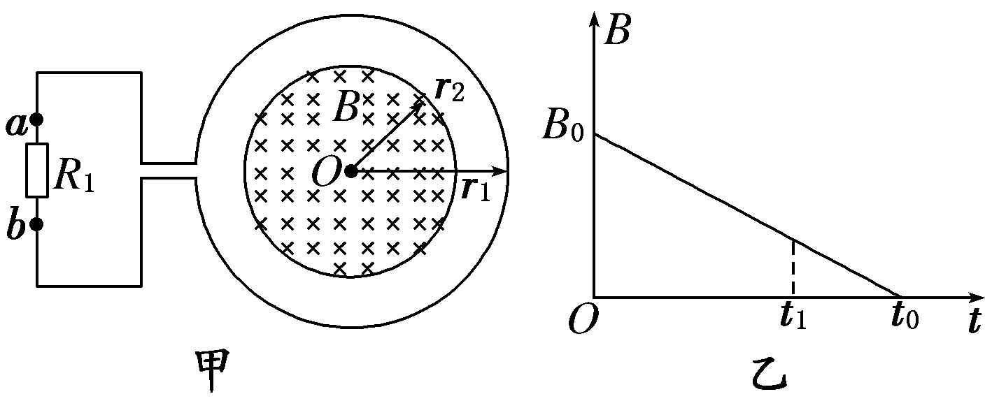 a
R₁
b
B
r₂
O
r₁
甲
B
B₀
O
t₁
t₀
t
乙